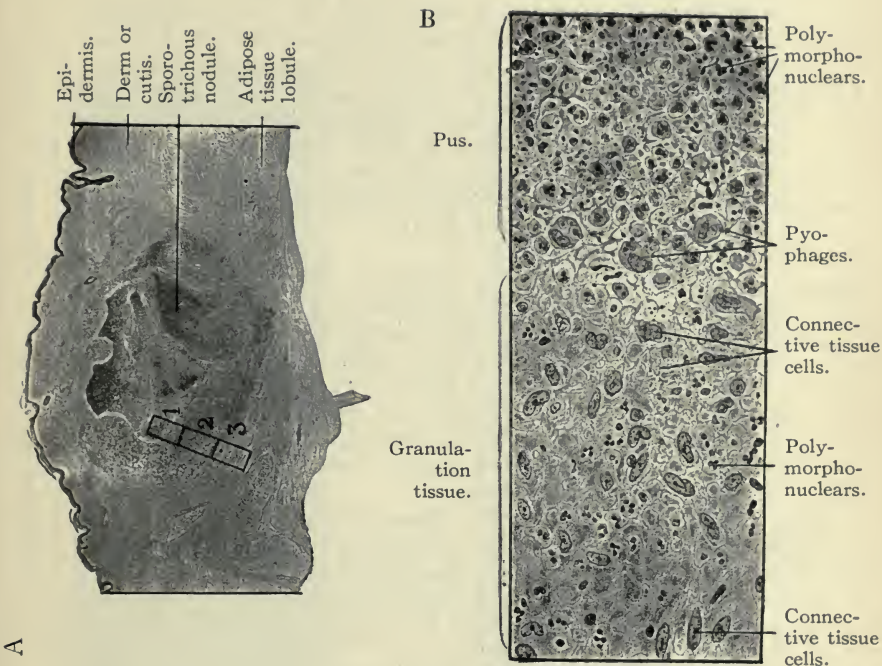 A
Epi-
dermis.
Derm or
cutis.
Sporo-
trichous
nodule.
Adipose
tissue
lobule.
1
2
3
B
Pus.
Granula-
tion
tissue.
Poly-
morpho-
nuclears.
Pyo-
phages.
Connec-
tive tissue
cells.
Poly-
morpho-
nuclears.
Connec-
tive tissue
cells.